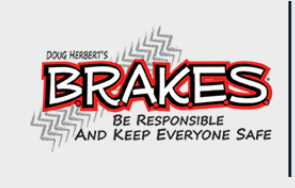 DOUG HERBERT'S
B.R.A.K.E.S.
BE RESPONSIBLE
AND KEEP EVERYONE SAFE